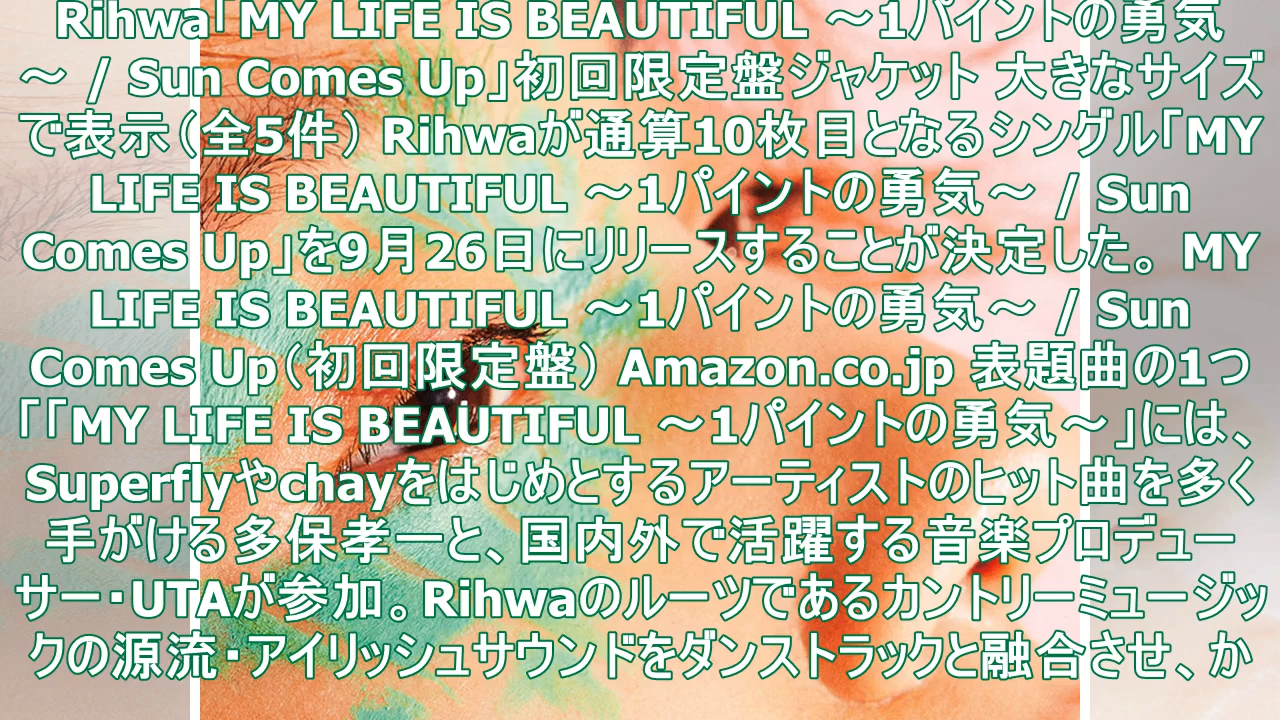 Rihwa「MY LIFE IS BEAUTIFUL ～1パイントの勇気
～ / Sun Comes Up」初回限定盤ジャケット 大きなサイズ
で表示（全5件） Rihwaが通算10枚目となるシングル「MY
LIFE IS BEAUTIFUL ～1パイントの勇気～ / Sun
Comes Up」を9月26日にリリースすることが決定した。 MY
LIFE IS BEAUTIFUL ～1パイントの勇気～ / Sun
Comes Up（初回限定盤） Amazon.co.jp 表題曲の1つ
「「MY LIFE IS BEAUTIFUL ～1パイントの勇気～」には、
Superflyやchayをはじめとするアーティストのヒット曲を多く
手がける多保孝一と、国内外で活躍する音楽プロデュー
サー・UTAが参加。Rihwaのルーツであるカントリーミュージッ
クの源流・アイリッシュサウンドをダンストラックと融合させ、か